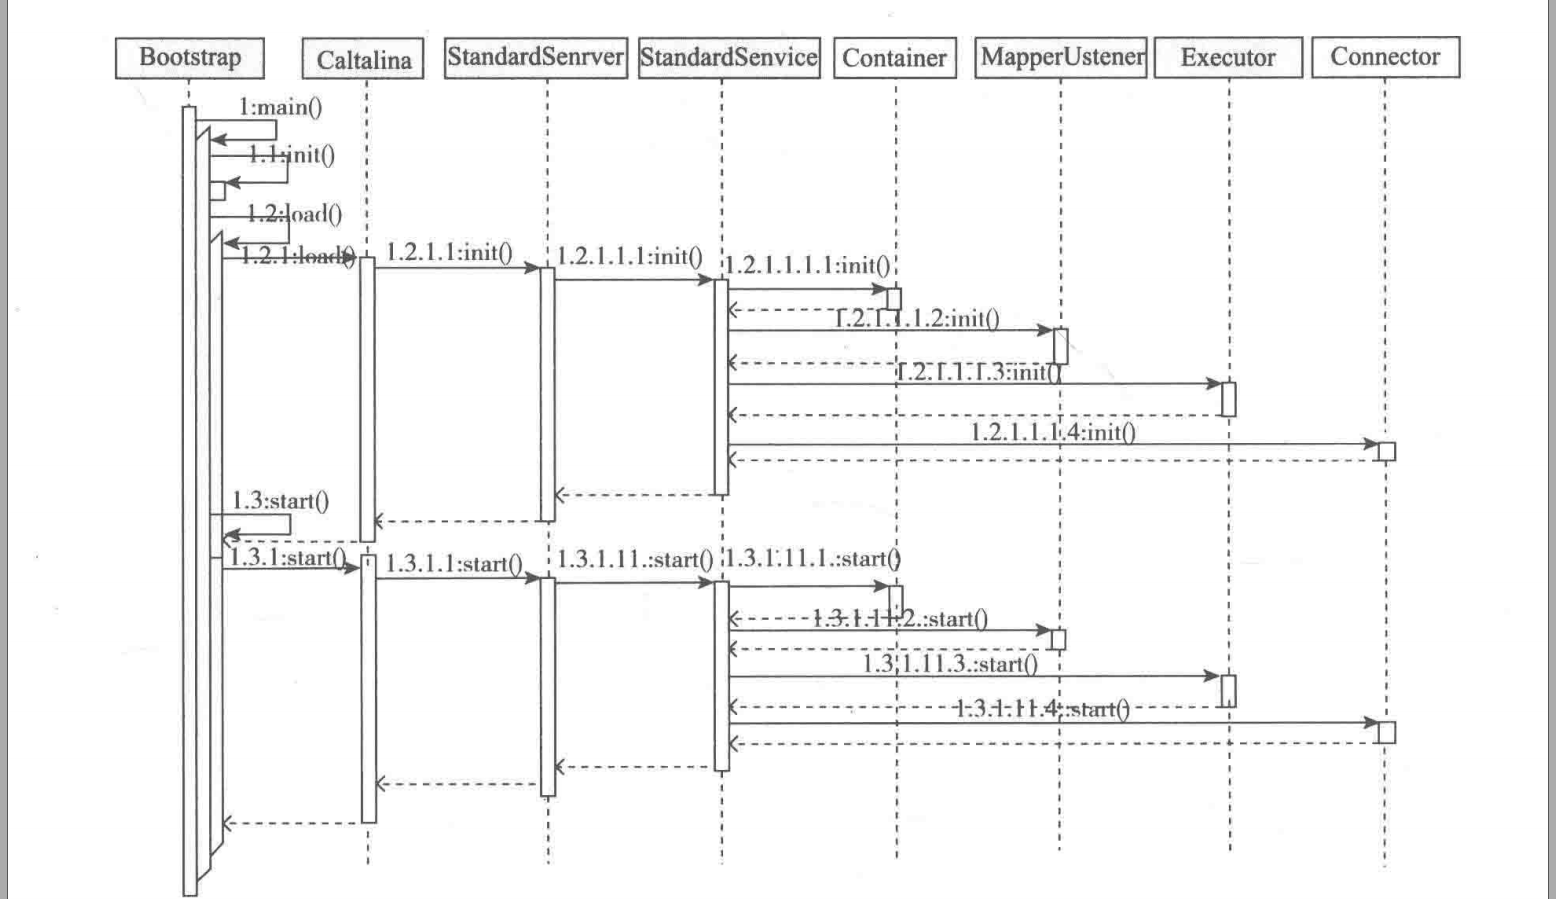 Bootstrap
Caltalina
StandardSenrver
StandardSenvice
Container
MapperUstener
Executor
Connector
1:main()
1.1:init()
1.2:load()
1.2.1:load()
1.2.1.1:init()
1.2.1.1.1:init()
1.2.1.1.1.1:init()
1.2.1.1.1.2:init()
1.2.1.1.1.3:init()
1.2.1.1.1.4:init()
1.3:start()
1.3.1:start()
1.3.1.1:start()
1.3.1.11.:start()
1.3.1.11.1.:start()
1.3.1.11.2.:start()
1.3.1.11.3.:start()
1.3.1.11.4.:start()